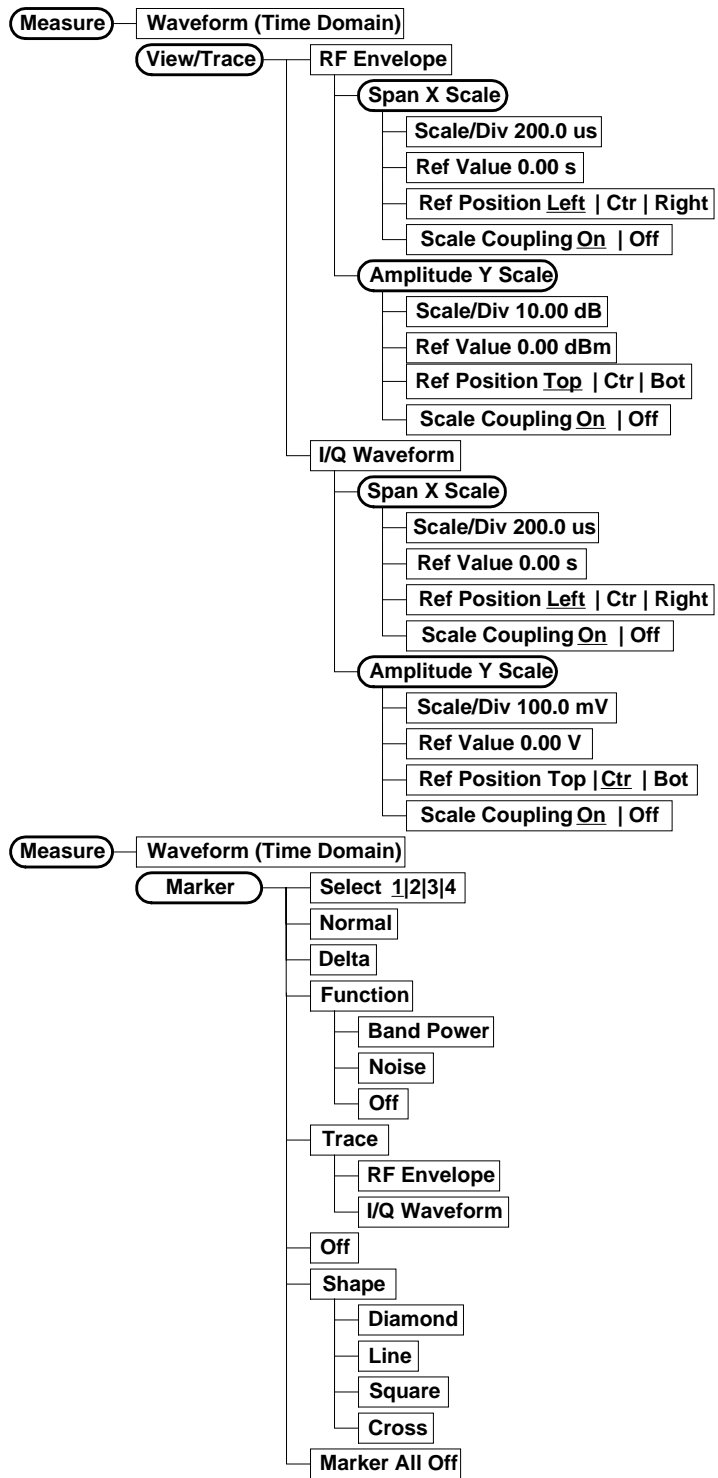 Measure Waveform (Time Domain)
View/Trace RF Envelope
Span X Scale
Scale/Div 200.0 us
Ref Value 0.00 s
Ref Position Left | Ctr | Right
Scale Coupling On | Off
Amplitude Y Scale
Scale/Div 10.00 dB
Ref Value 0.00 dBm
Ref Position Top | Ctr | Bot
Scale Coupling On | Off
I/Q Waveform
Span X Scale
Scale/Div 200.0 us
Ref Value 0.00 s
Ref Position Left | Ctr | Right
Scale Coupling On | Off
Amplitude Y Scale
Scale/Div 100.0 mV
Ref Value 0.00 V
Ref Position Top | Ctr | Bot
Scale Coupling On | Off
Measure Waveform (Time Domain)
Marker Select 1|2|3|4
Normal
Delta
Function
Band Power
Noise
Off
Trace
RF Envelope
I/Q Waveform
Off
Shape
Diamond
Line
Square
Cross
Marker All Off